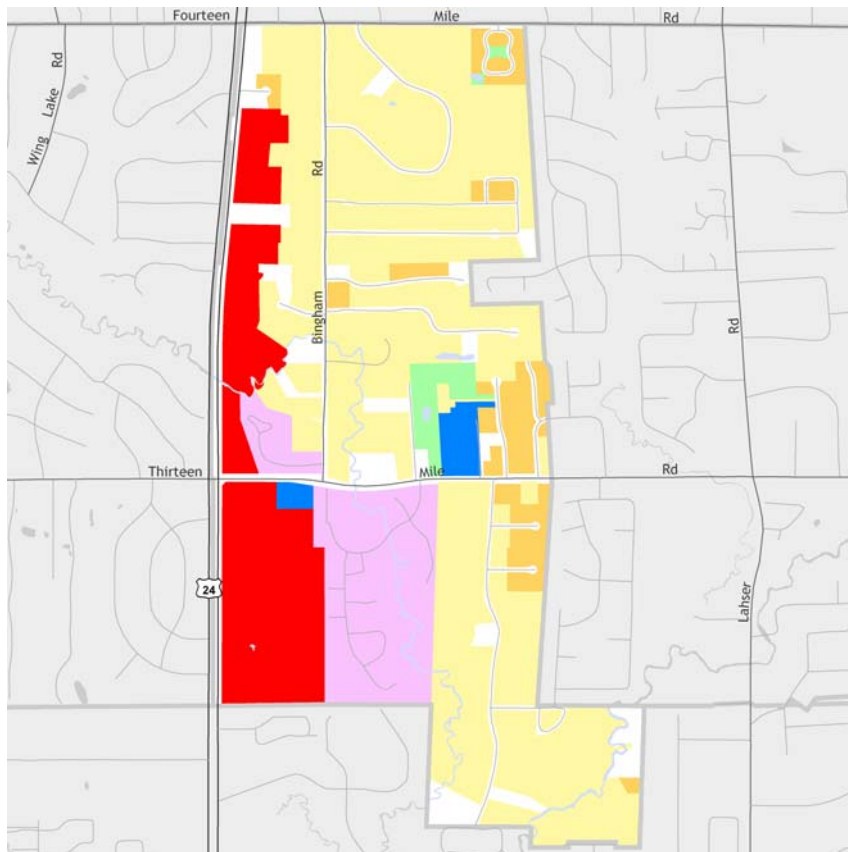 Fourteen Mile Rd
Wing Lake Rd
Bingham Rd
Rd
Thirteen Mile Rd
24
Lahser